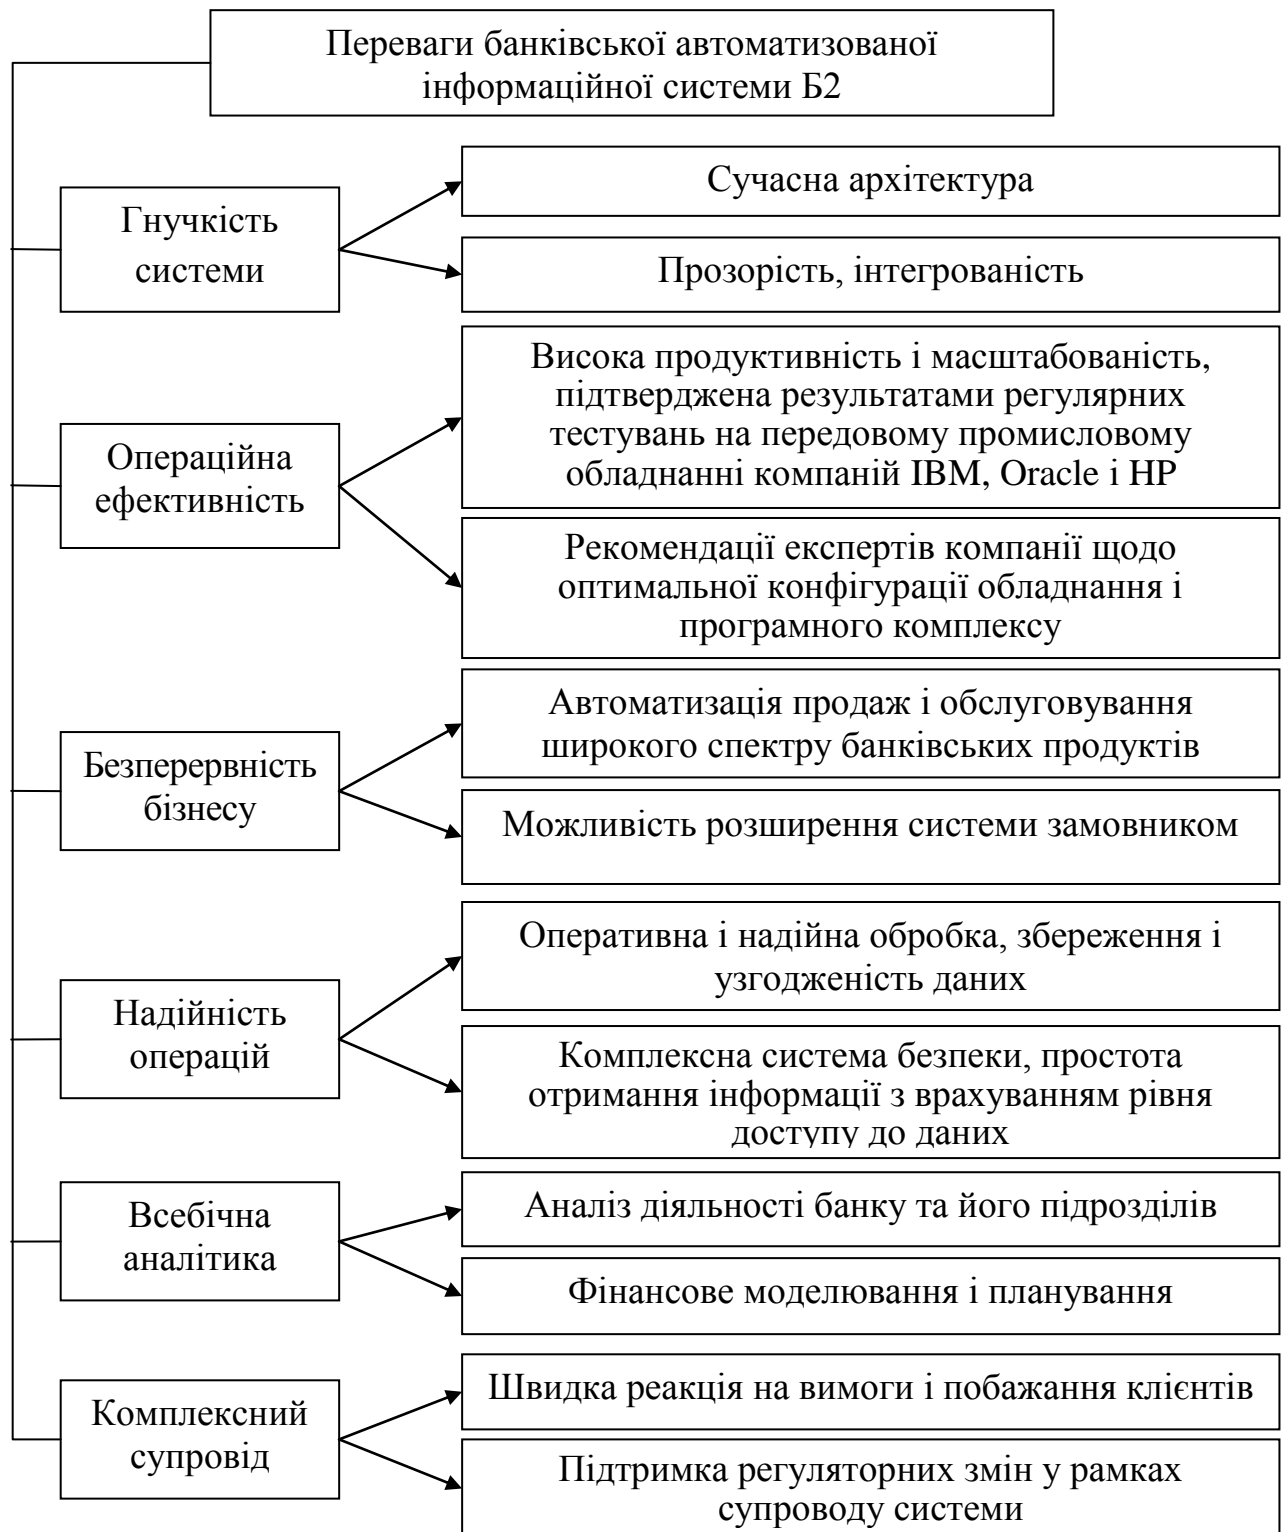 Переваги банківської автоматизованої
інформаційної системи Б2
Гнучкість
системи
Сучасна архітектура
Прозорість, інтегрованість
Операційна
ефективність
Висока продуктивність і масштабованість,
підтверджена результатами регулярних
тестувань на передовому промисловому
обладнанні компаній IBM, Oracle і HP
Рекомендації експертів компанії щодо
оптимальної конфігурації обладнання і
програмного комплексу
Безперервність
бізнесу
Автоматизація продаж і обслуговування
широкого спектру банківських продуктів
Можливість розширення системи замовником
Надійність
операцій
Оперативна і надійна обробка, збереження і
узгодженість даних
Комплексна система безпеки, простота
отримання інформації з врахуванням рівня
доступу до даних
Всебічна
аналітика
Аналіз діяльності банку та його підрозділів
Фінансове моделювання і планування
Комплексний
супровід
Швидка реакція на вимоги і побажання клієнтів
Підтримка регуляторних змін у рамках
супроводу системи